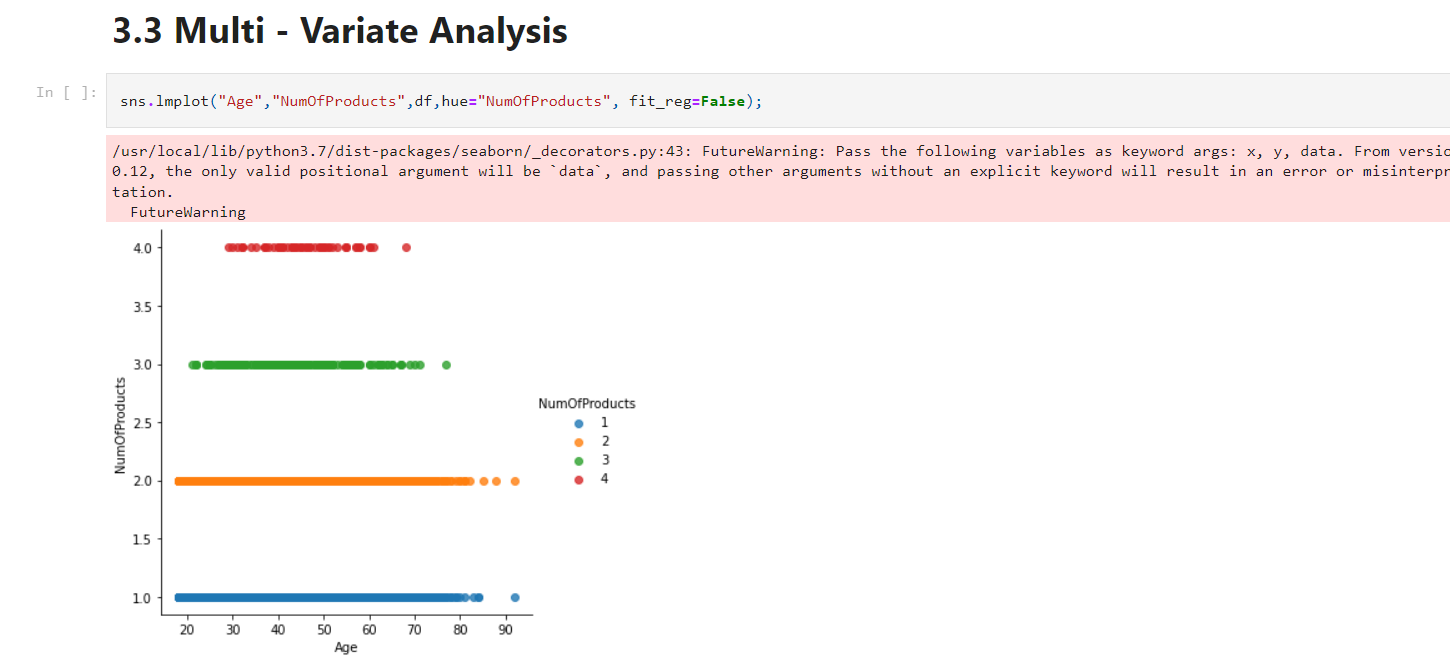 3.3 Multi - Variate Analysis
In [ ]:
sns.lmplot("Age","NumOfProducts",df,hue="NumOfProducts", fit_reg=False);
/usr/local/lib/python3.7/dist-packages/seaborn/_decorators.py:43: FutureWarning: Pass the following variables as keyword args: x, y, data. From versio
0.12, the only valid positional argument will be `data`, and passing other arguments without an explicit keyword will result in an error or misinterpr
tation.
FutureWarning
4.0
3.5
3.0
2.5
2.0
1.5
1.0
NumOfProducts
NumOfProducts
1
2
3
4
20 30 40 50 60 70 80 90
Age